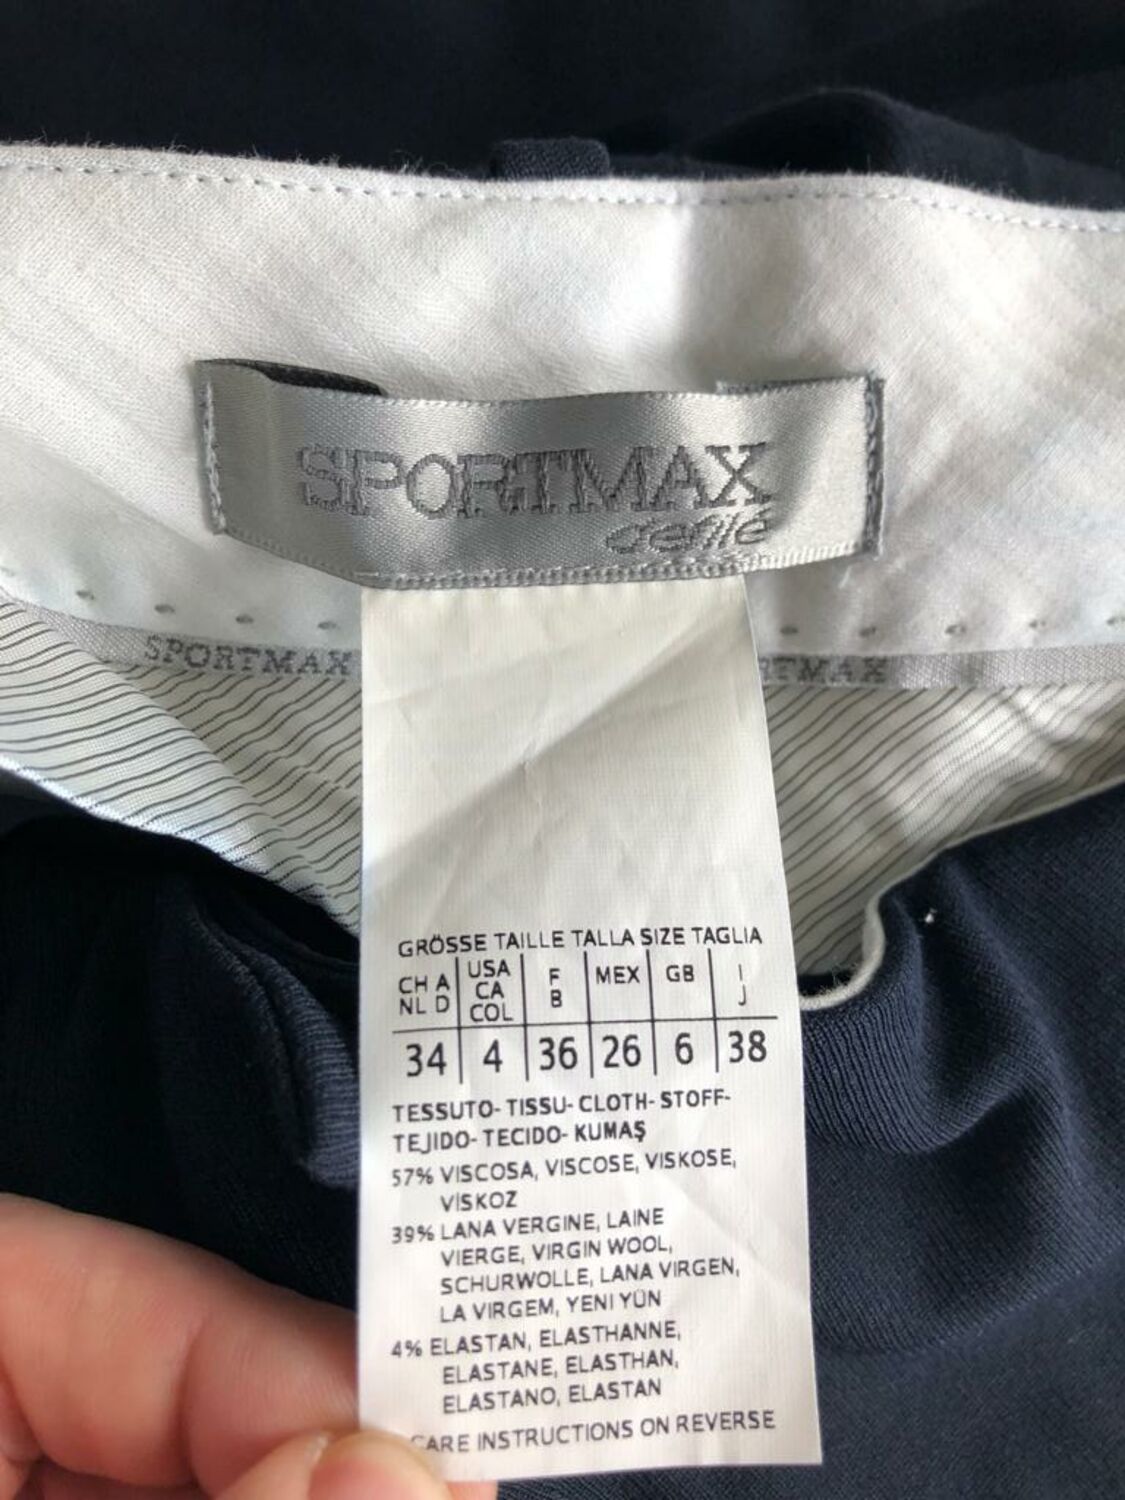 SPORTMAX
defilé
SPORTMAX
RTMAX
GRÖSSE TAILLE TALLA SIZE TAGLIA
CH A
NL D
USA
CA
COL
F
B
MEX
GB
I
J
34 4 36 26 6 38
TESSUTO- TISSU- CLOTH- STOFF-
TEJIDO- TECIDO- KUMAŞ
57% VISCOSA, VISCOSE, VISKOSE,
VİSKOZ
39% LANA VERGINE, LAINE
VIERGE, VIRGIN WOOL,
SCHURWOLLE, LANA VIRGEN,
LA VIRGEM, YENI YÜN
4% ELASTAN, ELASTHANNE,
ELASTANE, ELASTHAN,
ELASTANO, ELASTAN
CARE INSTRUCTIONS ON REVERSE